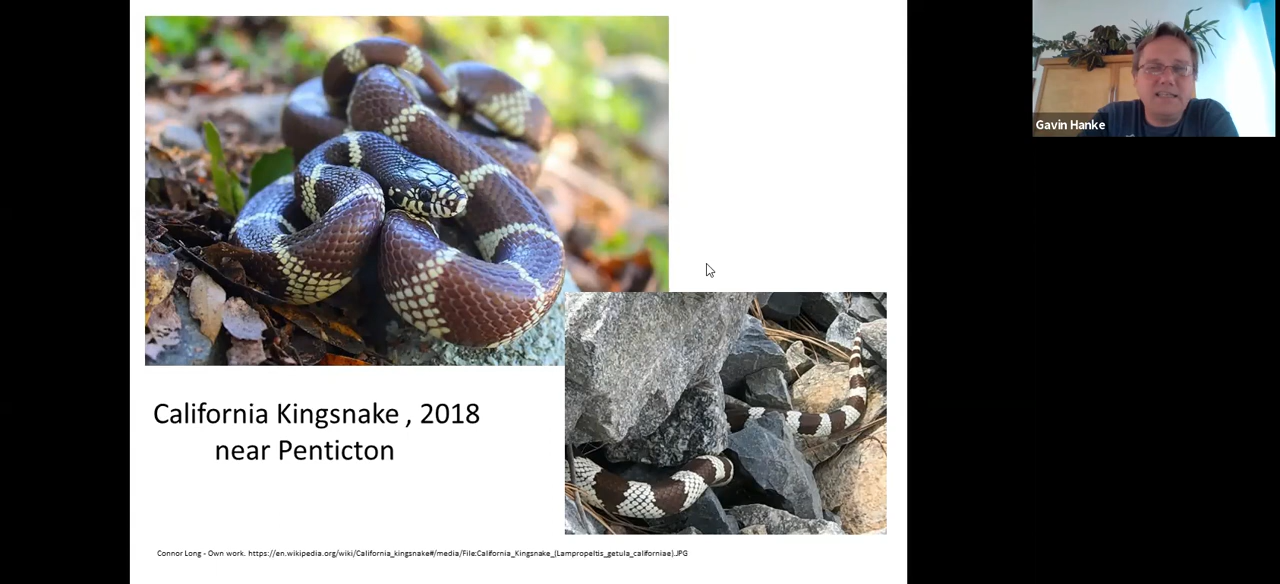 Gavin Hanke
California Kingsnake , 2018
near Penticton
Connor Long - Own work. https://en.wikipedia.org/wiki/California_kingsnake#/media/File:California_Kingsnake_(Lampropeltis_getula_californiae).JPG